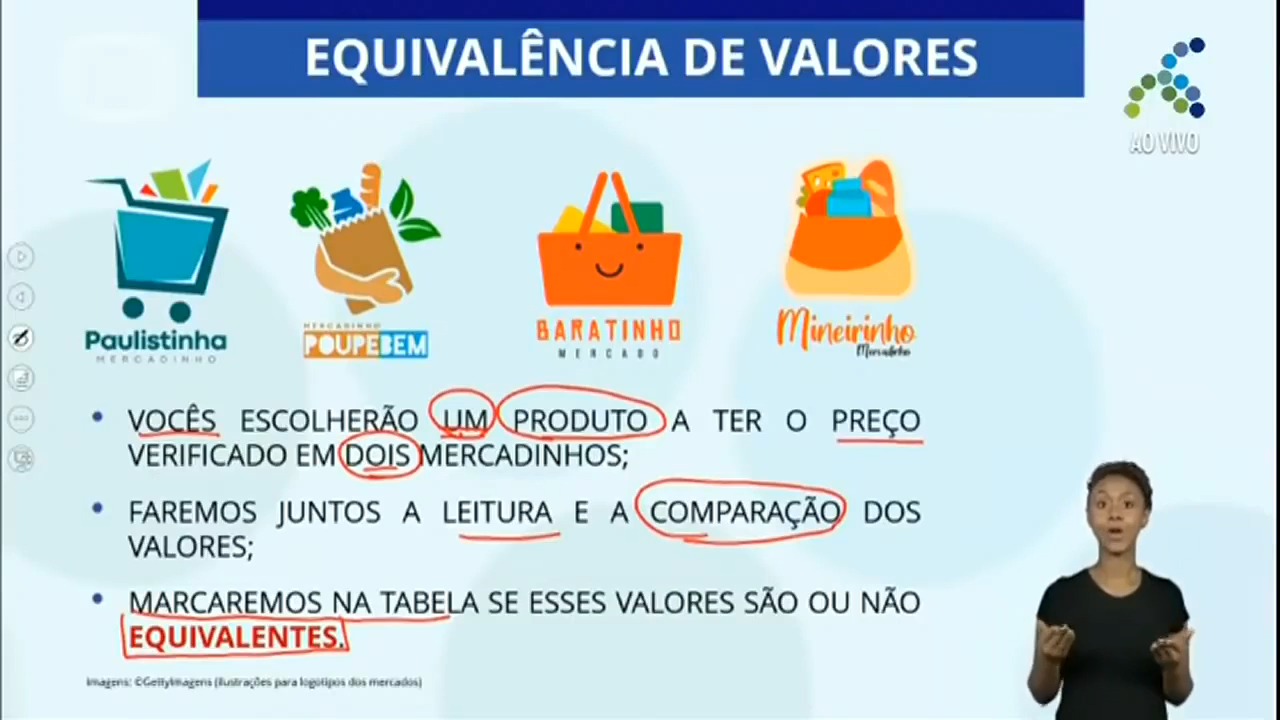 EQUIVALÊNCIA DE VALORES
AO VIVO
Paulistinha
MERCADINHO
MERCADINHO
POUPEBEM
BARATINHO
MERCADO
Mineirinho
Mercadinho
• VOCÊS ESCOLHERÃO UM PRODUTO A TER O PREÇO
VERIFICADO EM DOIS MERCADINHOS;
• FAREMOS JUNTOS A LEITURA E A COMPARAÇÃO DOS
VALORES;
• MARCAREMOS NA TABELA SE ESSES VALORES SÃO OU NÃO
EQUIVALENTES.
Imagens: ©GettyImagens (ilustrações para logotipos dos mercados)